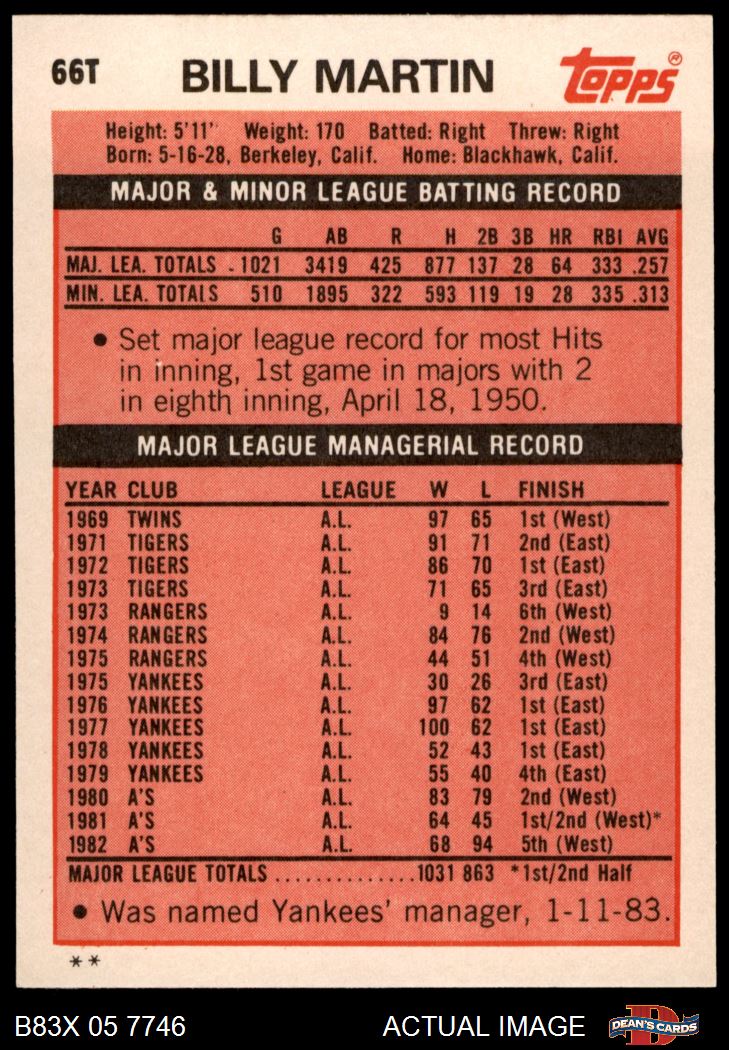 66T BILLY MARTIN Topps®
Height: 5'11" Weight: 170 Batted: Right Threw: Right
Born: 5-16-28, Berkeley, Calif. Home: Blackhawk, Calif.
MAJOR & MINOR LEAGUE BATTING RECORD
G AB R H 2B 3B HR RBI AVG
MAJ. LEA. TOTALS . 1021 3419 425 877 137 28 64 333 .257
MIN. LEA. TOTALS 510 1895 322 593 119 19 28 335 .313
• Set major league record for most Hits
in inning, 1st game in majors with 2
in eighth inning, April 18, 1950.
MAJOR LEAGUE MANAGERIAL RECORD
YEAR CLUB LEAGUE W L FINISH
1969 TWINS A.L. 97 65 1st (West)
1971 TIGERS A.L. 91 71 2nd (East)
1972 TIGERS A.L. 86 70 1st (East)
1973 TIGERS A.L. 71 65 3rd (East)
1973 RANGERS A.L. 9 14 6th (West)
1974 RANGERS A.L. 84 76 2nd (West)
1975 RANGERS A.L. 44 51 4th (West)
1975 YANKEES A.L. 30 26 3rd (East)
1976 YANKEES A.L. 97 62 1st (East)
1977 YANKEES A.L. 100 62 1st (East)
1978 YANKEES A.L. 52 43 1st (East)
1979 YANKEES A.L. 55 40 4th (East)
1980 A'S A.L. 83 79 2nd (West)
1981 A'S A.L. 64 45 1st/2nd (West)*
1982 A'S A.L. 68 94 5th (West)
MAJOR LEAGUE TOTALS ..............1031 863 *1st/2nd Half
• Was named Yankees' manager, 1-11-83.
**
B83X 05 7746 ACTUAL IMAGE DEAN'S CARDS